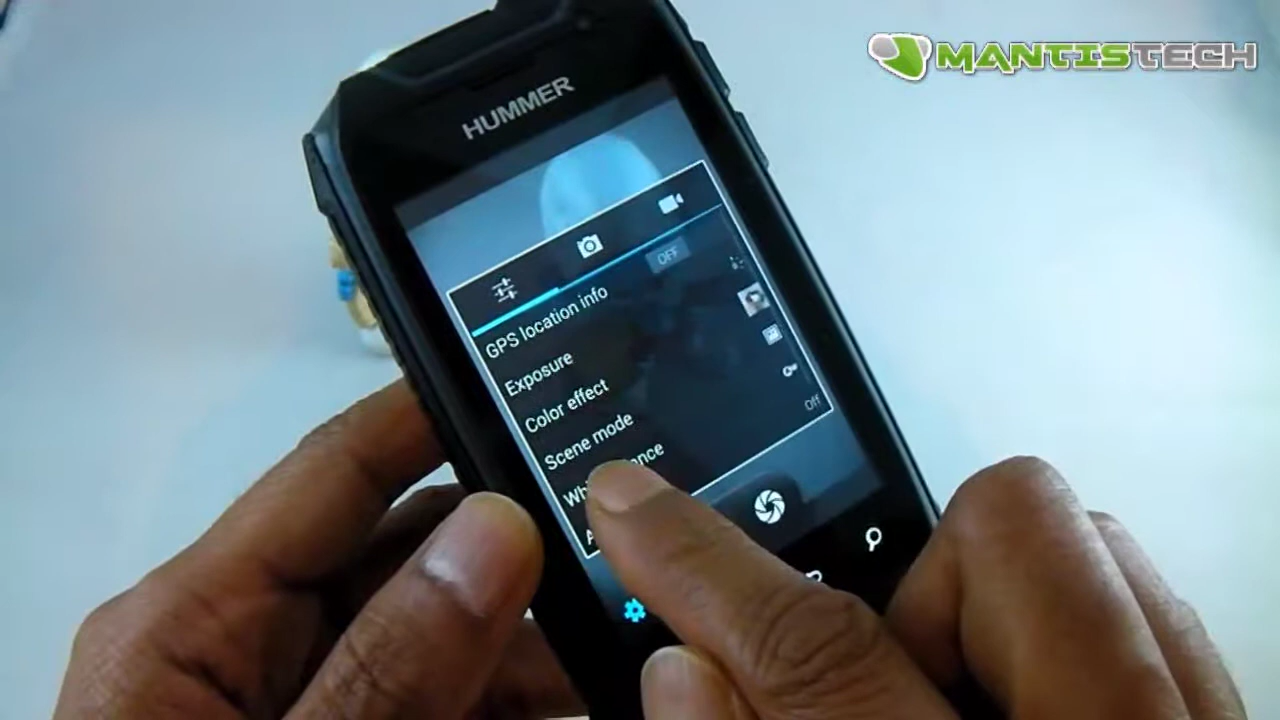 MANTISTECH
HUMMER
OFF
GPS location info
Exposure
Color effect
Scene mode
Off